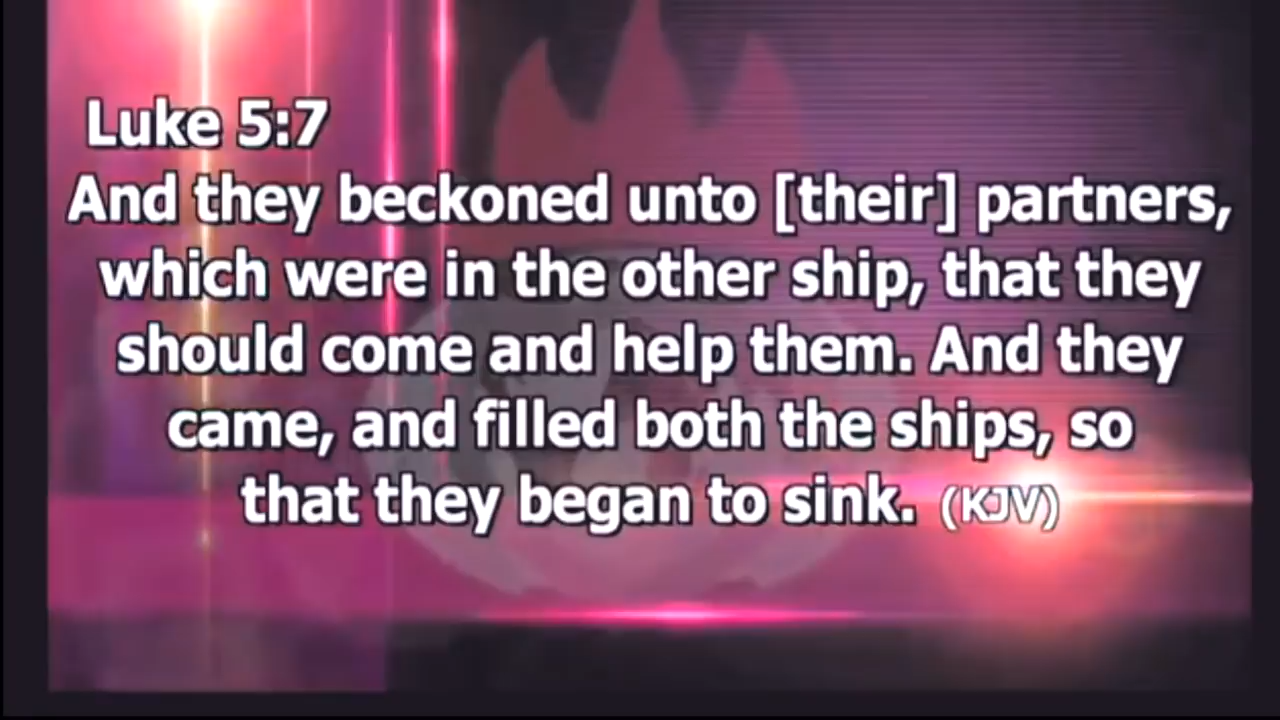 Luke 5:7
And they beckoned unto [their] partners,
which were in the other ship, that they
should come and help them. And they
came, and filled both the ships, so
that they began to sink. (KJV)